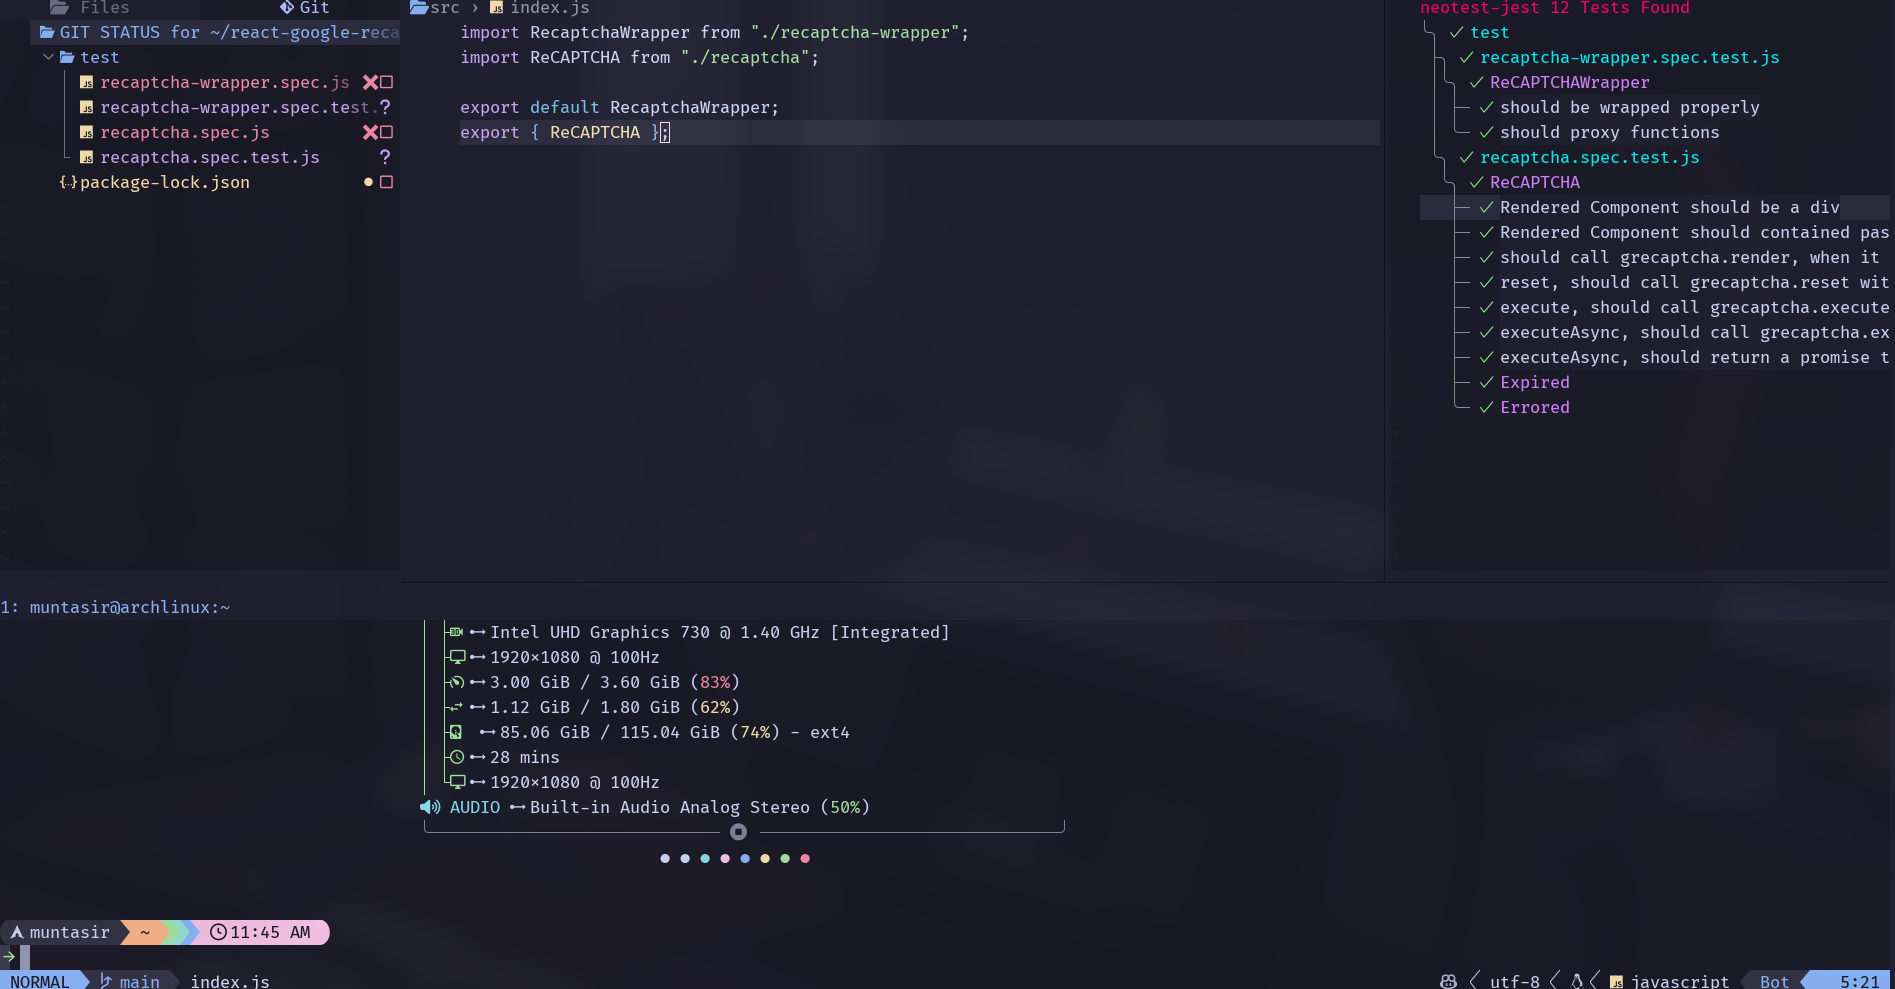 Files Git
GIT STATUS for ~/react-google-reca
test
recaptcha-wrapper.spec.js
recaptcha-wrapper.spec.test.?
recaptcha.spec.js
recaptcha.spec.test.js ?
package-lock.json
src › index.js
import RecaptchaWrapper from "./recaptcha-wrapper";
import ReCAPTCHA from "./recaptcha";
export default RecaptchaWrapper;
export { ReCAPTCHA };
neotest-jest 12 Tests Found
test
recaptcha-wrapper.spec.test.js
ReCAPTCHAWrapper
should be wrapped properly
should proxy functions
recaptcha.spec.test.js
ReCAPTCHA
Rendered Component should be a div
Rendered Component should contained pas
should call grecaptcha.render, when it
reset, should call grecaptcha.reset wit
execute, should call grecaptcha.execute
executeAsync, should call grecaptcha.ex
executeAsync, should return a promise t
Expired
Errored
1: muntasir@archlinux:~
Intel UHD Graphics 730 @ 1.40 GHz [Integrated]
1920×1080 @ 100Hz
3.00 GiB / 3.60 GiB (83%)
1.12 GiB / 1.80 GiB (62%)
85.06 GiB / 115.04 GiB (74%) - ext4
28 mins
1920×1080 @ 100Hz
AUDIO Built-in Audio Analog Stereo (50%)
muntasir ~ 11:45 AM
NORMAL main index.js utf-8 javascript Bot 5:21